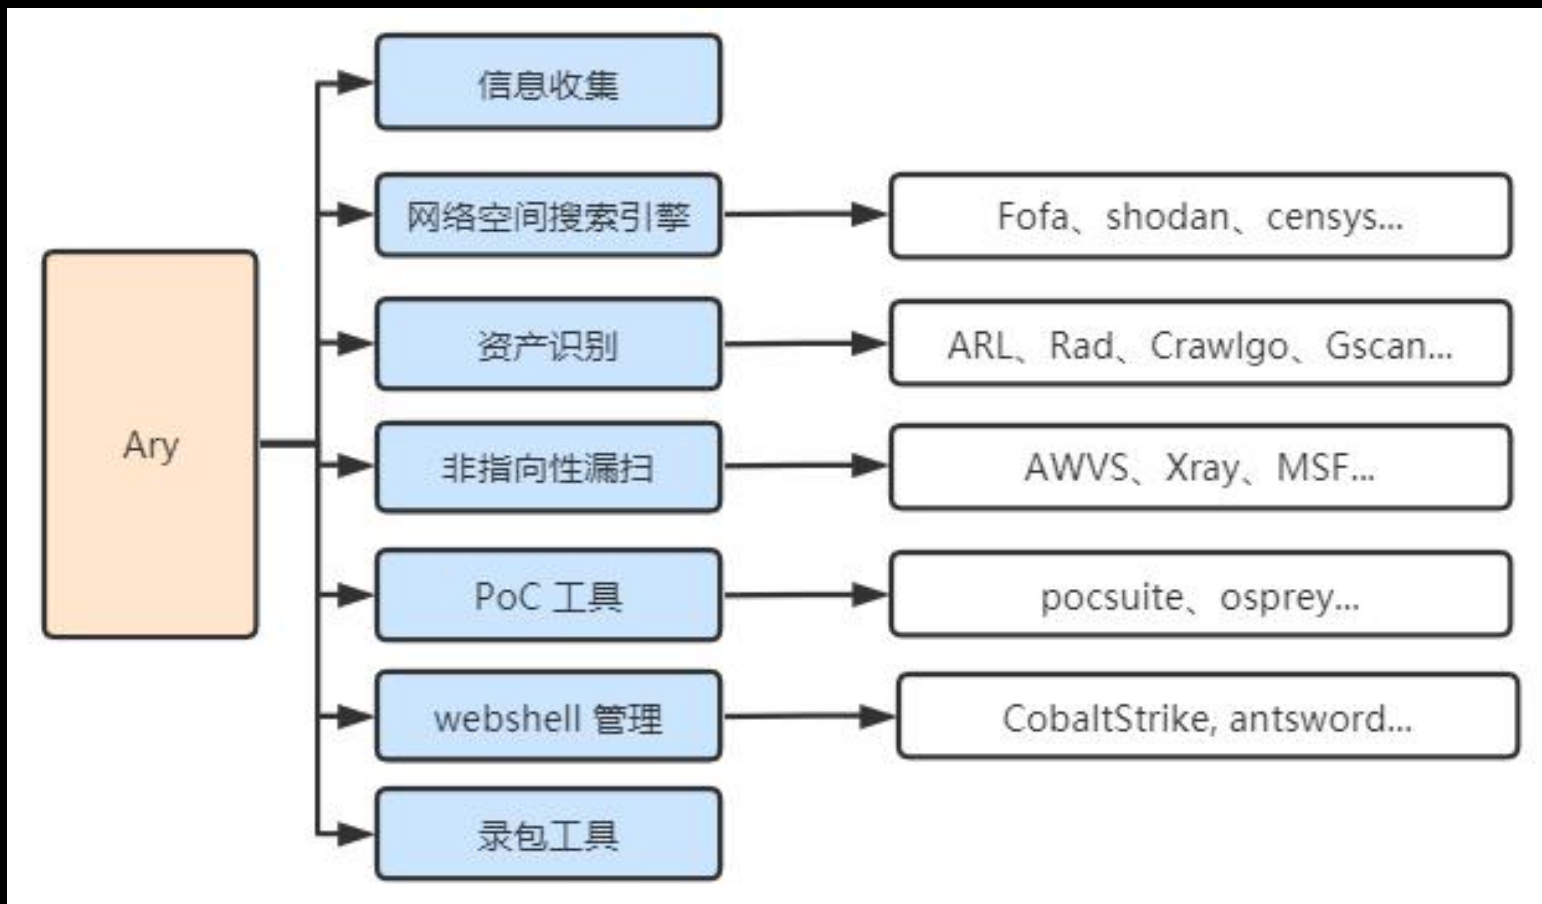 信息收集
网络空间搜索引擎
Fofa、shodan、censys...
资产识别
ARL、Rad、Crawlgo、Gscan...
Ary
非指向性漏扫
AWVS、Xray、MSF...
PoC 工具
pocsuite、osprey...
webshell 管理
CobaltStrike, antsword...
录包工具